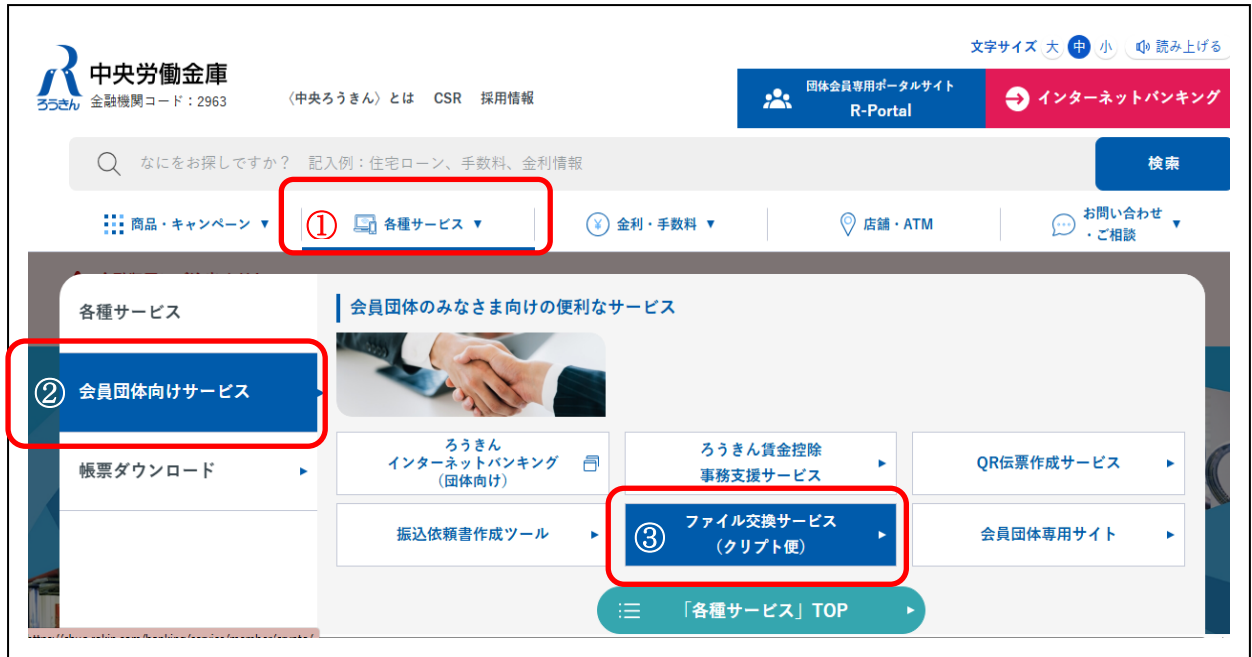 文字サイズ 大 中 小 読み上げる
ろうきん
中央労働金庫
金融機関コード：2963
〈中央ろうきん〉とは CSR 採用情報
団体会員専用ポータルサイト
R-Portal
インターネットバンキング
なにをお探しですか？ 記入例：住宅ローン、手数料、金利情報
検索
商品・キャンペーン ▼
① 各種サービス ▼
金利・手数料 ▼
店舗・ATM
お問い合わせ
・ご相談 ▼
各種サービス
② 会員団体向けサービス
帳票ダウンロード
会員団体のみなさま向けの便利なサービス
ろうきん
インターネットバンキング
（団体向け）
ろうきん賃金控除
事務支援サービス
QR伝票作成サービス
振込依頼書作成ツール
③ ファイル交換サービス
（クリプト便）
会員団体専用サイト
「各種サービス」TOP